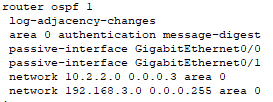 router ospf 1
log-adjacency-changes
area 0 authentication message-digest
passive-interface GigabitEthernet0/0
passive-interface GigabitEthernet0/1
network 10.2.2.0 0.0.0.3 area 0
network 192.168.3.0 0.0.0.255 area 0